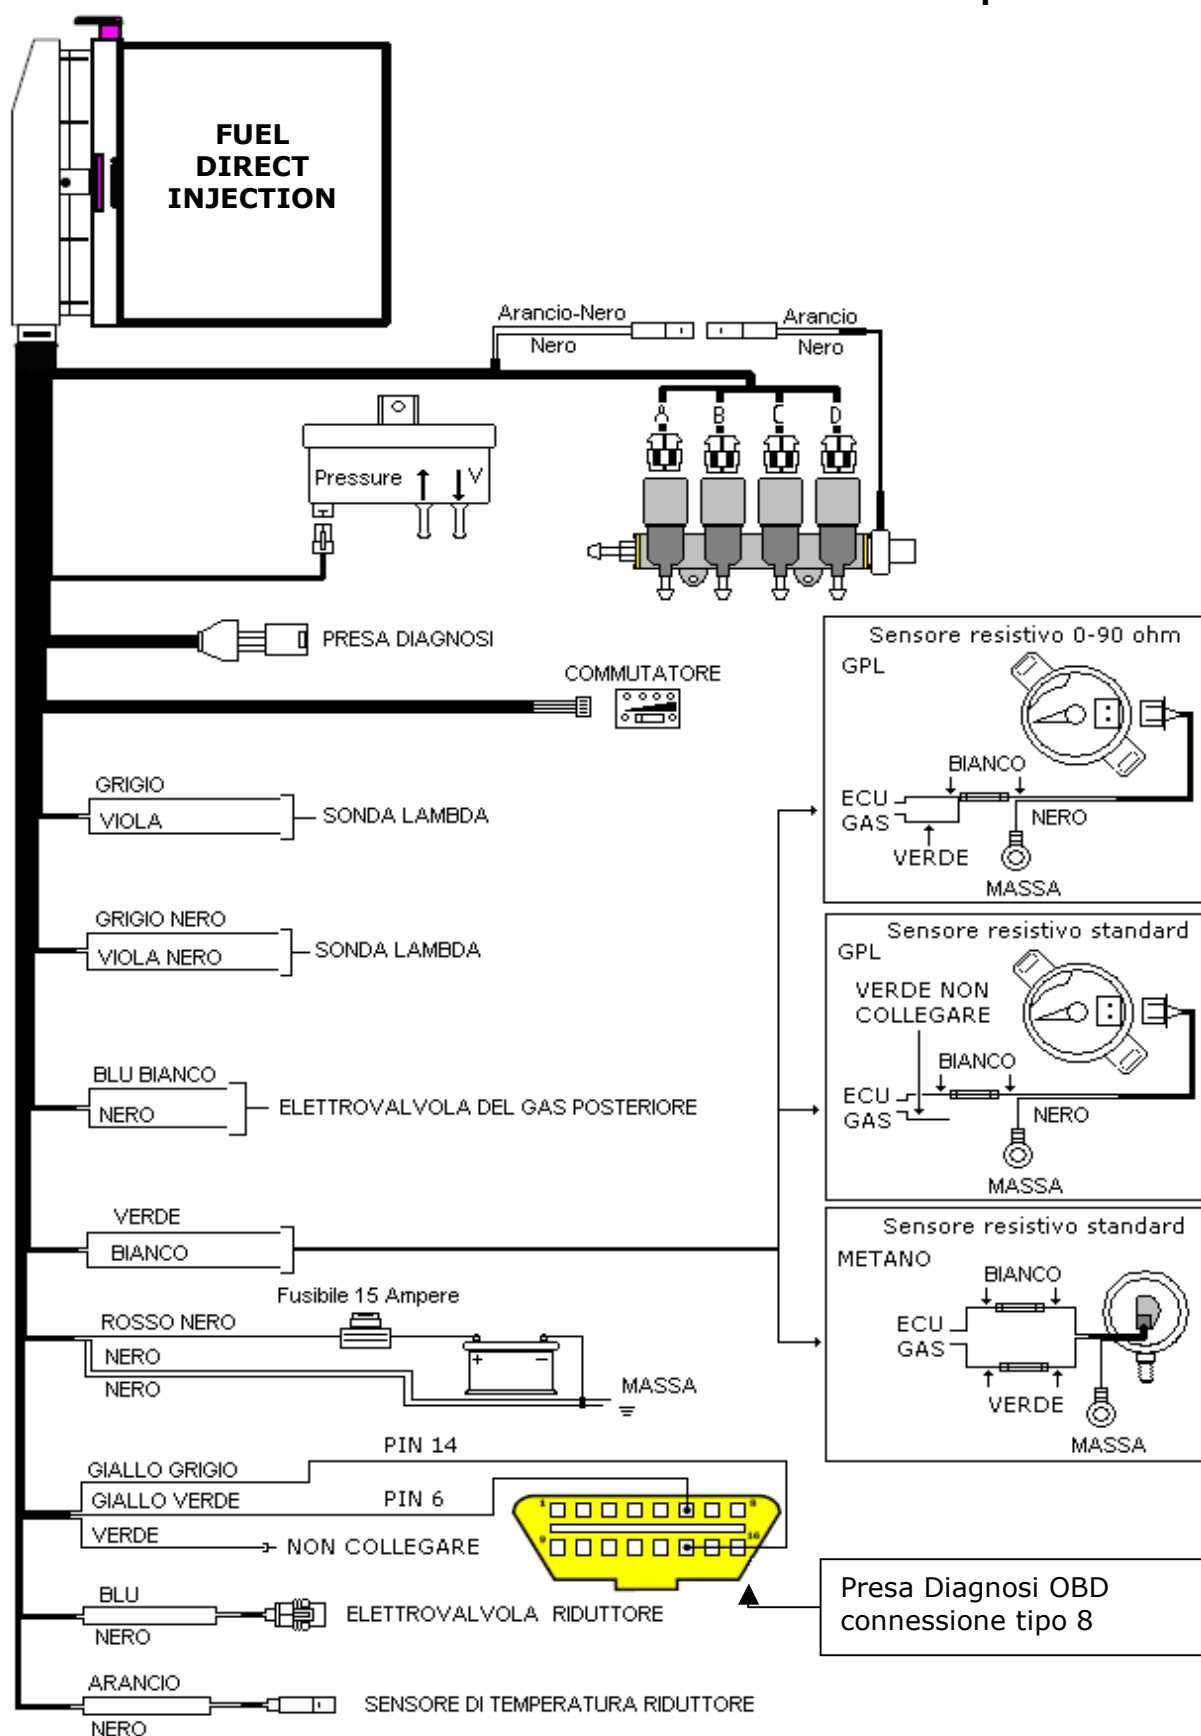 FUEL
DIRECT
INJECTION
Arancio-Nero
Nero
Arancio
Nero
A B C D
Pressure
V
PRESA DIAGNOSI
COMMUTATORE
GRIGIO
VIOLA
SONDA LAMBDA
GRIGIO NERO
VIOLA NERO
SONDA LAMBDA
BLU BIANCO
NERO
ELETTROVALVOLA DEL GAS POSTERIORE
VERDE
BIANCO
Sensore resistivo 0-90 ohm
GPL
BIANCO
ECU
GAS
NERO
VERDE
MASSA
Sensore resistivo standard
GPL
VERDE NON
COLLEGARE
BIANCO
ECU
GAS
NERO
MASSA
Sensore resistivo standard
METANO
BIANCO
ECU
GAS
VERDE
MASSA
Fusibile 15 Ampere
ROSSO NERO
NERO
NERO
+ −
MASSA
PIN 14
GIALLO GRIGIO
GIALLO VERDE
PIN 6
VERDE
NON COLLEGARE
1 8
9 16
Presa Diagnosi OBD
connessione tipo 8
BLU
NERO
ELETTROVALVOLA RIDUTTORE
ARANCIO
NERO
SENSORE DI TEMPERATURA RIDUTTORE